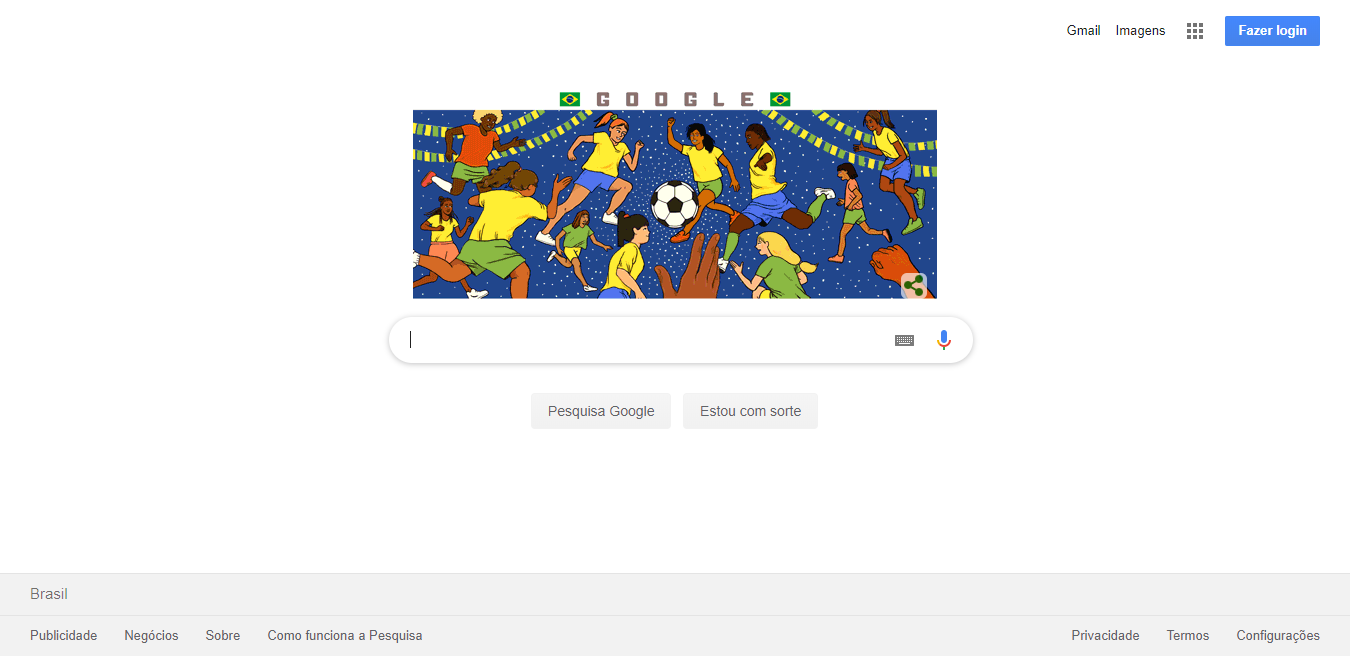 Gmail Imagens Fazer login
GOOGLE
Pesquisa Google Estou com sorte
Brasil
Publicidade Negócios Sobre Como funciona a Pesquisa Privacidade Termos Configurações